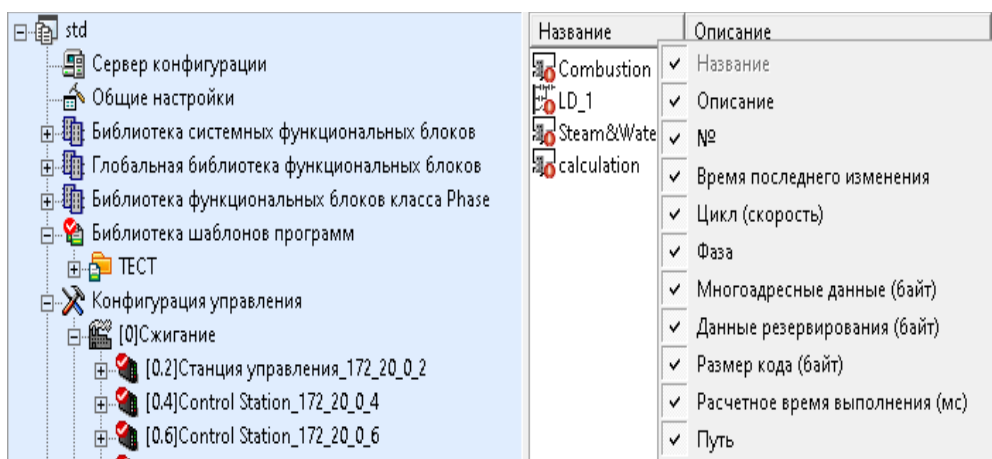 std
Сервер конфигурации
Общие настройки
Библиотека системных функциональных блоков
Глобальная библиотека функциональных блоков
Библиотека функциональных блоков класса Phase
Библиотека шаблонов программ
ТЕСТ
Конфигурация управления
[0]Сжигание
[0.2]Станция управления_172_20_0_2
[0.4]Control Station_172_20_0_4
[0.6]Control Station_172_20_0_6
Название Описание
Combustion
LD_1
Steam&Wate
calculation
Название
Описание
№
Время последнего изменения
Цикл (скорость)
Фаза
Многоадресные данные (байт)
Данные резервирования (байт)
Размер кода (байт)
Расчетное время выполнения (мс)
Путь